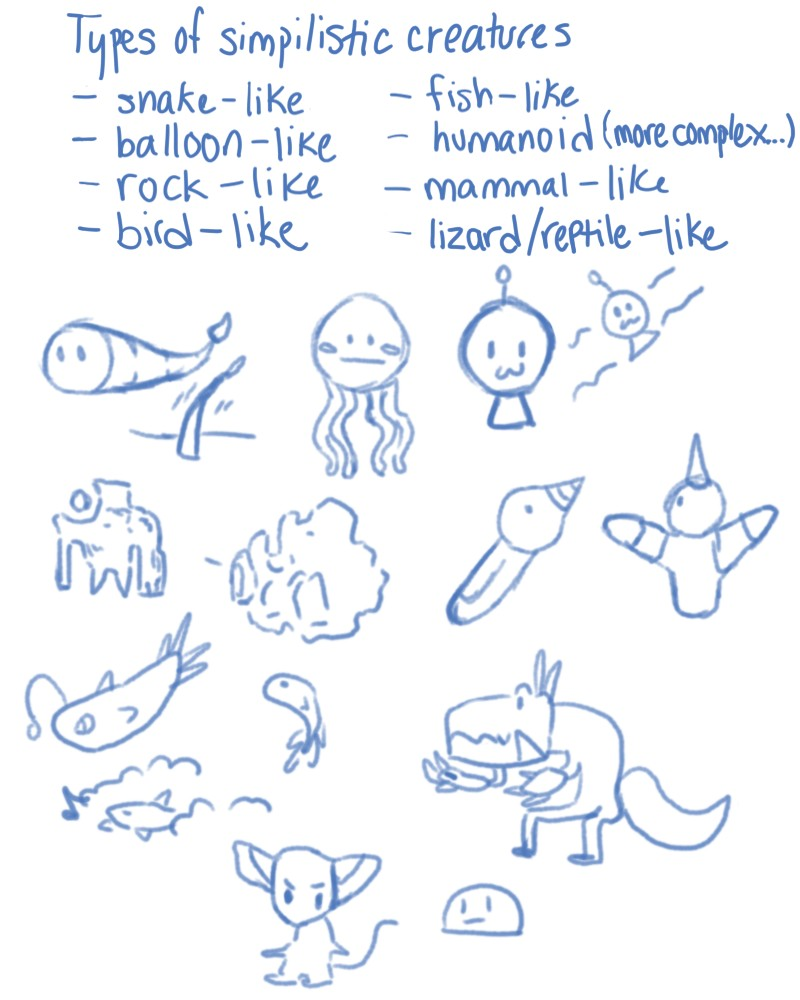 Types of simpilistic creatures
- snake-like
- balloon-like
- rock-like
- bird-like
- fish-like
- humanoid (more complex...)
- mammal-like
- lizard/reptile-like